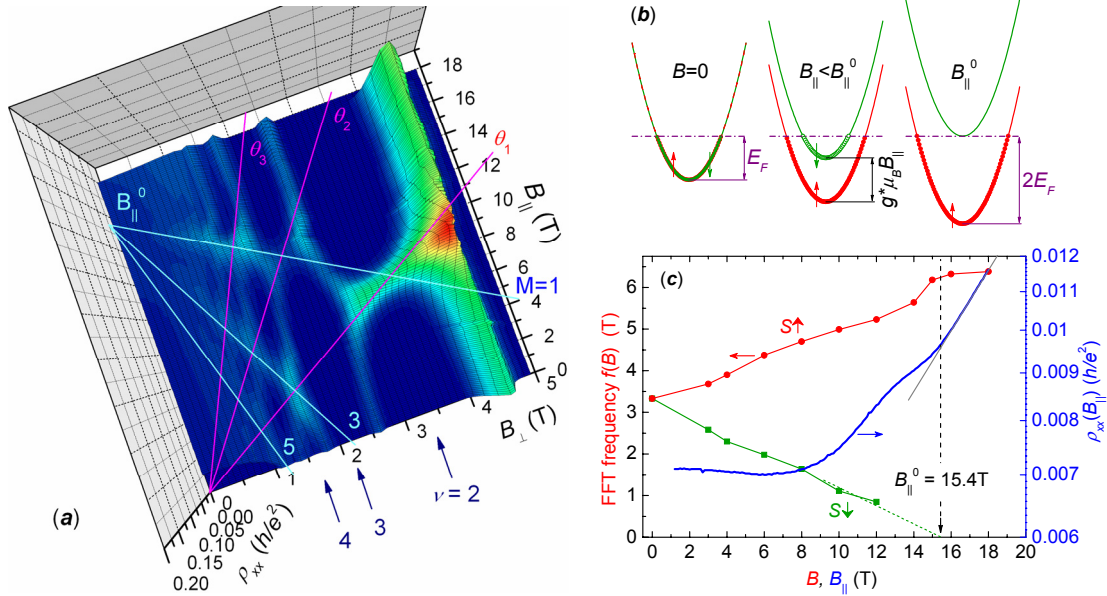 (a)
18
16
14
12
10
8
6
4
2
0
B∥ (T)
θ3
θ2
θ1
B∥⁰
M=1
5
3
0
1
2
3
4
5
B⊥ (T)
ν = 2
3
4
0.00
0.05
0.10
0.15
0.20
ρxx (h/e²)
(b)
B=0
B∥<B∥⁰
B∥⁰
EF
g*μBB∥
2EF
(c)
6
5
4
3
2
1
0
FFT frequency f(B) (T)
S↑
S↓
B∥⁰ = 15.4T
0.012
0.011
0.010
0.009
0.008
0.007
0.006
ρxx(B∥) (h/e²)
0 2 4 6 8 10 12 14 16 18 20
B, B∥ (T)